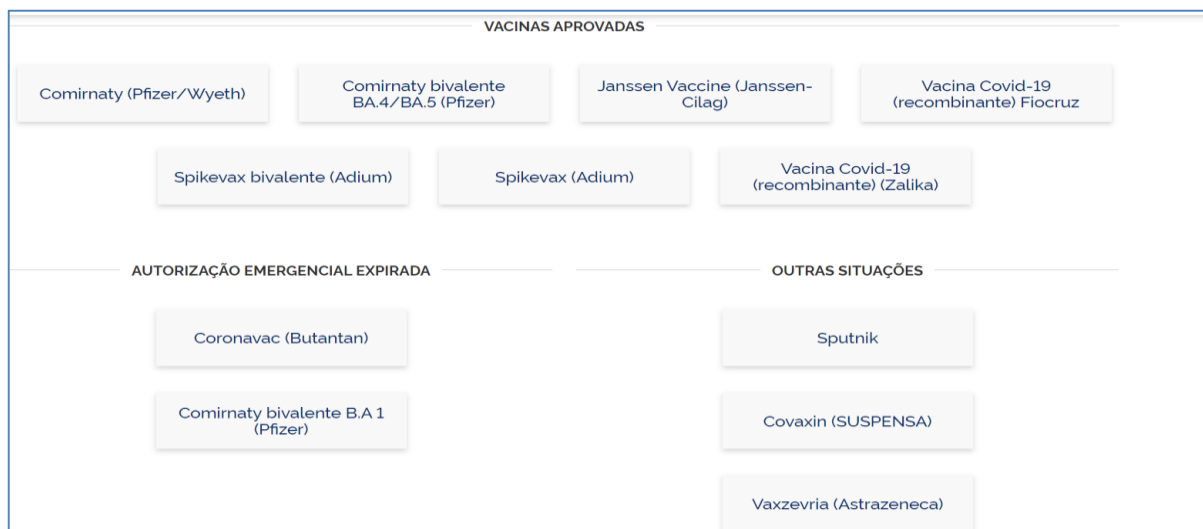 VACINAS APROVADAS
Comirnaty (Pfizer/Wyeth)
Comirnaty bivalente
BA.4/BA.5 (Pfizer)
Janssen Vaccine (Janssen-
Cilag)
Vacina Covid-19
(recombinante) Fiocruz
Spikevax bivalente (Adium)
Spikevax (Adium)
Vacina Covid-19
(recombinante) (Zalika)
AUTORIZAÇÃO EMERGENCIAL EXPIRADA
Coronavac (Butantan)
Comirnaty bivalente B.A 1
(Pfizer)
OUTRAS SITUAÇÕES
Sputnik
Covaxin (SUSPENSA)
Vaxzevria (Astrazeneca)